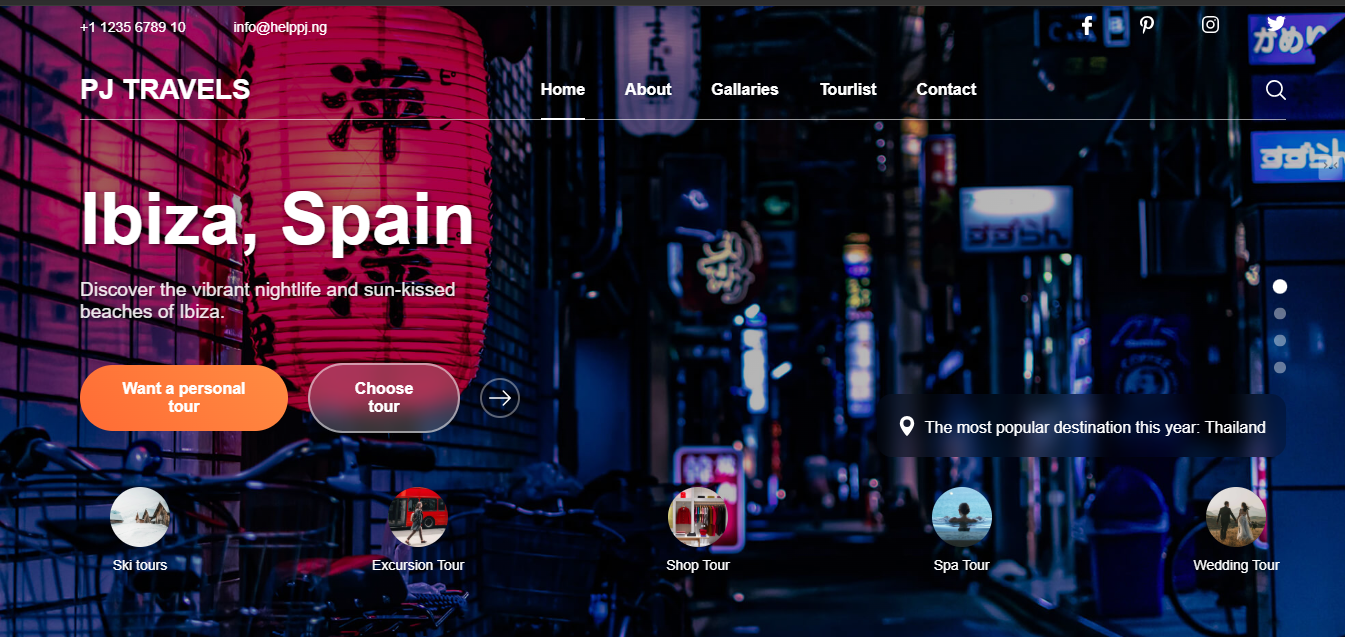 +1 1235 6789 10
info@helppj.ng
PJ TRAVELS
Home
About
Gallaries
Tourlist
Contact
Ibiza, Spain
Discover the vibrant nightlife and sun-kissed
beaches of Ibiza.
Want a personal
tour
Choose
tour
The most popular destination this year: Thailand
Ski tours
Excursion Tour
Shop Tour
Spa Tour
Wedding Tour